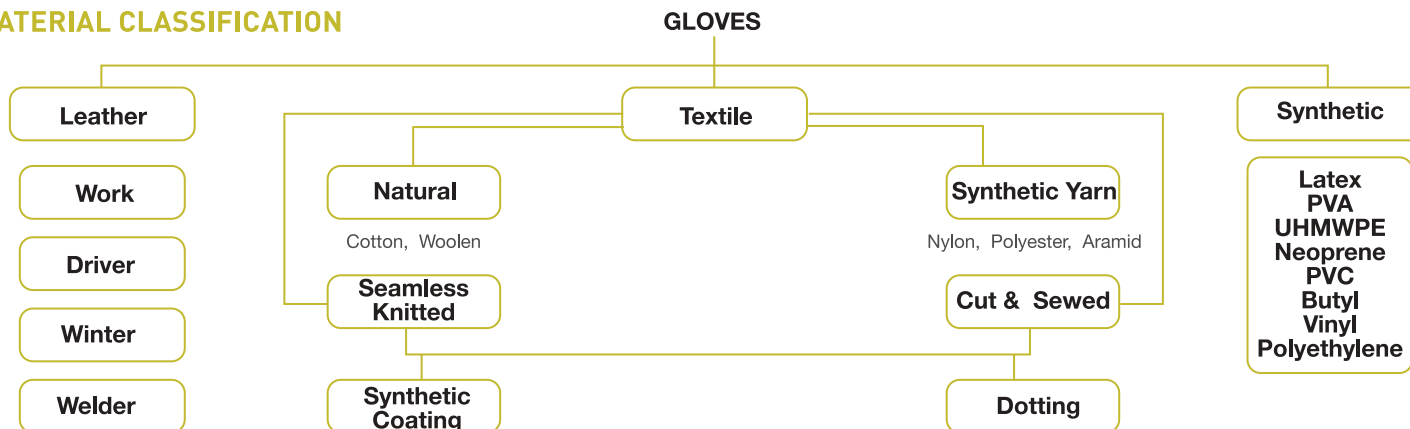 ATERIAL CLASSIFICATION
GLOVES
Leather
Textile
Synthetic
Work
Driver
Winter
Welder
Natural
Cotton, Woolen
Synthetic Yarn
Nylon, Polyester, Aramid
Seamless
Knitted
Cut & Sewed
Synthetic
Coating
Dotting
Latex
PVA
UHMWPE
Neoprene
PVC
Butyl
Vinyl
Polyethylene